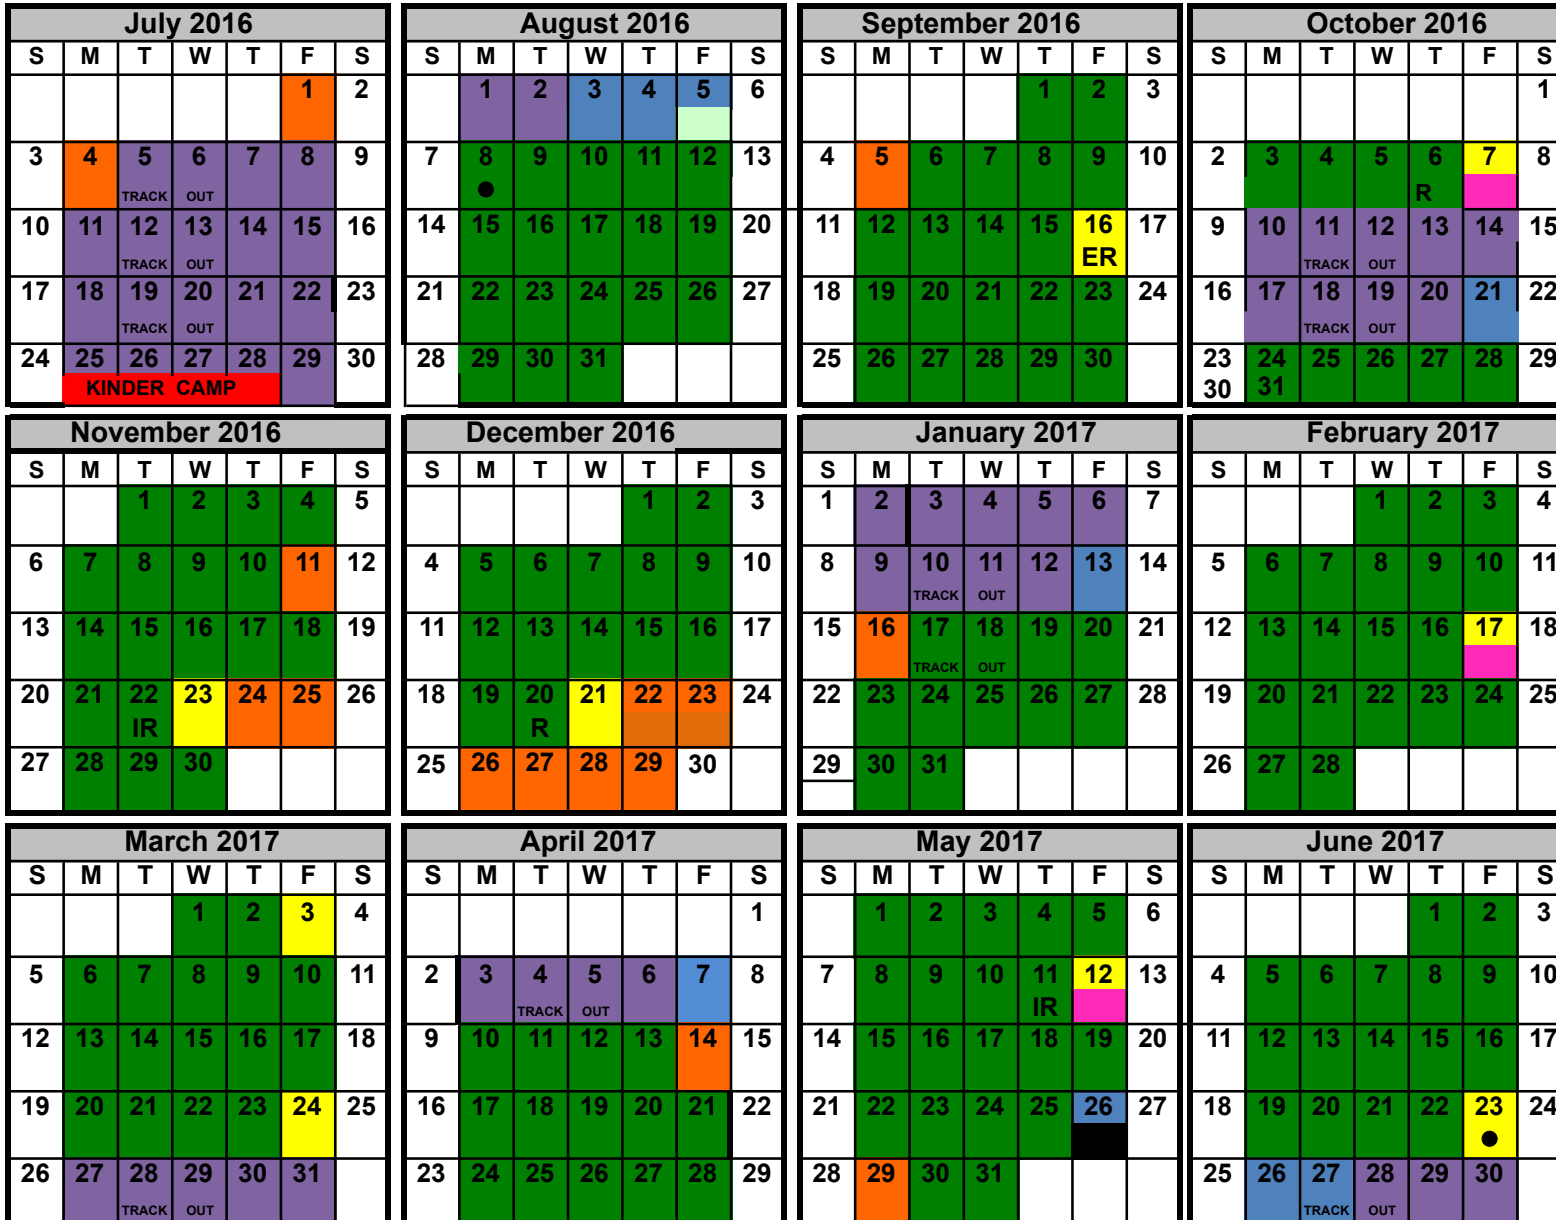 July 2016
S M T W T F S
1 2
3 4 5 6 7 8 9
TRACK OUT
10 11 12 13 14 15 16
TRACK OUT
17 18 19 20 21 22 23
TRACK OUT
24 25 26 27 28 29 30
KINDER CAMP
August 2016
S M T W T F S
1 2 3 4 5 6
7 8 9 10 11 12 13
●
14 15 16 17 18 19 20
21 22 23 24 25 26 27
28 29 30 31
September 2016
S M T W T F S
1 2 3
4 5 6 7 8 9 10
11 12 13 14 15 16 17
ER
18 19 20 21 22 23 24
25 26 27 28 29 30
October 2016
S M T W T F S
1
2 3 4 5 6 7 8
R
9 10 11 12 13 14 15
TRACK OUT
16 17 18 19 20 21 22
TRACK OUT
23 24 25 26 27 28 29
30 31
November 2016
S M T W T F S
1 2 3 4 5
6 7 8 9 10 11 12
13 14 15 16 17 18 19
20 21 22 23 24 25 26
IR
27 28 29 30
December 2016
S M T W T F S
1 2 3
4 5 6 7 8 9 10
11 12 13 14 15 16 17
18 19 20 21 22 23 24
R
25 26 27 28 29 30
January 2017
S M T W T F S
1 2 3 4 5 6 7
8 9 10 11 12 13 14
TRACK OUT
15 16 17 18 19 20 21
TRACK OUT
22 23 24 25 26 27 28
29 30 31
February 2017
S M T W T F S
1 2 3 4
5 6 7 8 9 10 11
12 13 14 15 16 17 18
19 20 21 22 23 24 25
26 27 28
March 2017
S M T W T F S
1 2 3 4
5 6 7 8 9 10 11
12 13 14 15 16 17 18
19 20 21 22 23 24 25
26 27 28 29 30 31
TRACK OUT
April 2017
S M T W T F S
1
2 3 4 5 6 7 8
TRACK OUT
9 10 11 12 13 14 15
16 17 18 19 20 21 22
23 24 25 26 27 28 29
May 2017
S M T W T F S
1 2 3 4 5 6
7 8 9 10 11 12 13
IR
14 15 16 17 18 19 20
21 22 23 24 25 26 27
28 29 30 31
June 2017
S M T W T F S
1 2 3
4 5 6 7 8 9 10
11 12 13 14 15 16 17
18 19 20 21 22 23 24
●
25 26 27 28 29 30
TRACK OUT